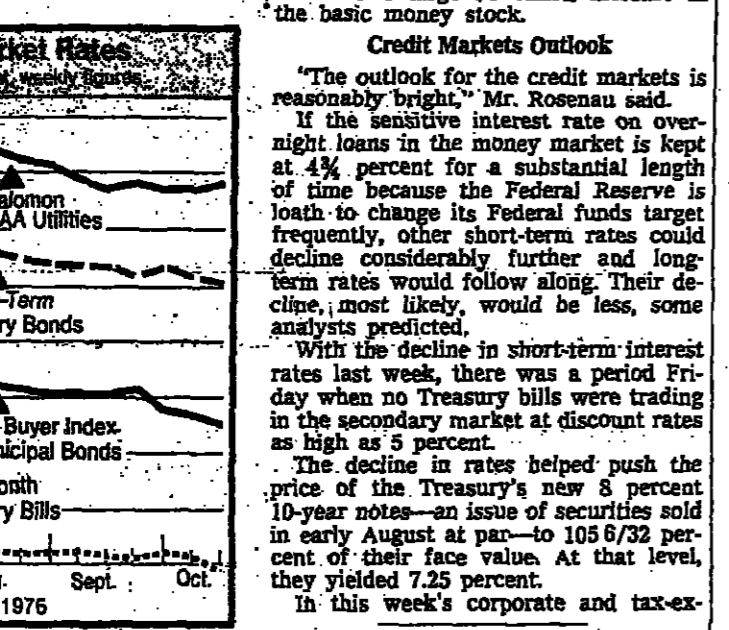 rket Rates
weekly figures
alomon
AA Utilities
-Term
ry Bonds
Buyer Index
nicipal Bonds
onth
ry Bills
Sept.
Oct.
1976
the basic money stock.
Credit Markets Outlook
"The outlook for the credit markets is
reasonably bright," Mr. Rosenau said.
If the sensitive interest rate on over-
night loans in the money market is kept
at 4¾ percent for a substantial length
of time because the Federal Reserve is
loath to change its Federal funds target
frequently, other short-term rates could
decline considerably further and long-
term rates would follow along. Their de-
cline, most likely, would be less, some
analysts predicted.
With the decline in short-term interest
rates last week, there was a period Fri-
day when no Treasury bills were trading
in the secondary market at discount rates
as high as 5 percent.
The decline in rates helped push the
price of the Treasury's new 8 percent
10-year notes—an issue of securities sold
in early August at par—to 105 6/32 per-
cent of their face value. At that level,
they yielded 7.25 percent.
In this week's corporate and tax-ex-